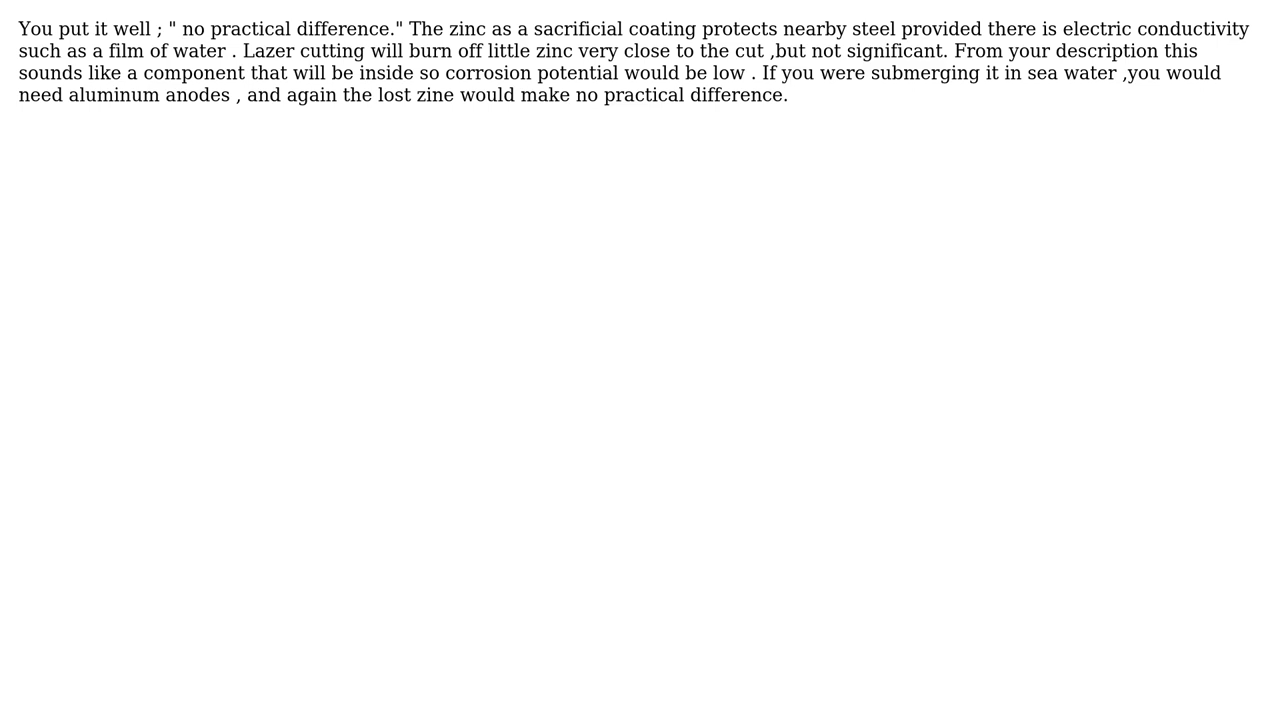 You put it well ; " no practical difference." The zinc as a sacrificial coating protects nearby steel provided there is electric conductivity
such as a film of water . Lazer cutting will burn off little zinc very close to the cut ,but not significant. From your description this
sounds like a component that will be inside so corrosion potential would be low . If you were submerging it in sea water ,you would
need aluminum anodes , and again the lost zine would make no practical difference.